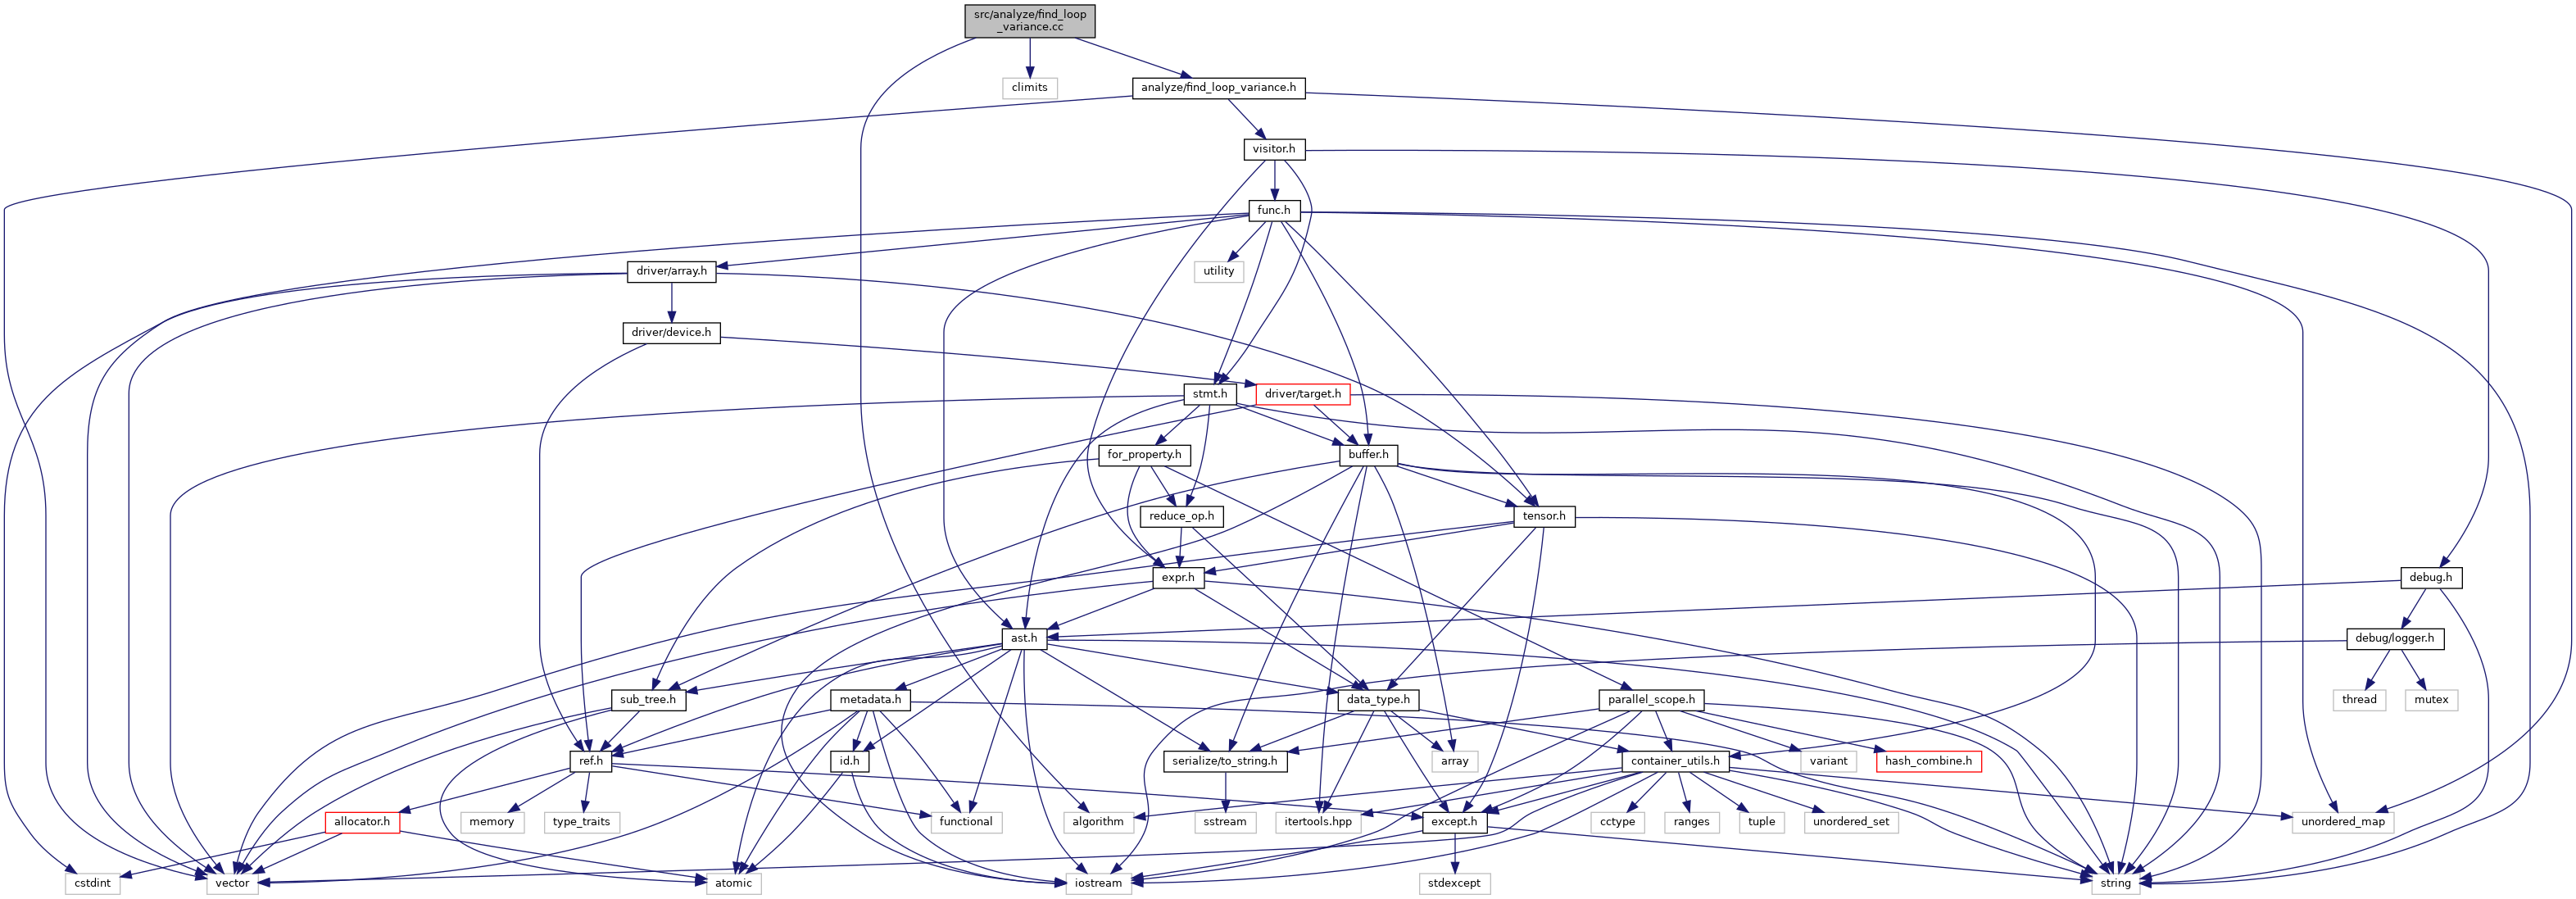 src/analyze/find_loop
_variance.cc
climits
analyze/find_loop_variance.h
visitor.h
func.h
driver/array.h
utility
driver/device.h
stmt.h
driver/target.h
for_property.h
buffer.h
reduce_op.h
tensor.h
expr.h
debug.h
ast.h
debug/logger.h
sub_tree.h
metadata.h
data_type.h
parallel_scope.h
thread
mutex
ref.h
id.h
serialize/to_string.h
array
container_utils.h
variant
hash_combine.h
allocator.h
memory
type_traits
functional
algorithm
sstream
itertools.hpp
except.h
cctype
ranges
tuple
unordered_set
unordered_map
cstdint
vector
atomic
iostream
stdexcept
string